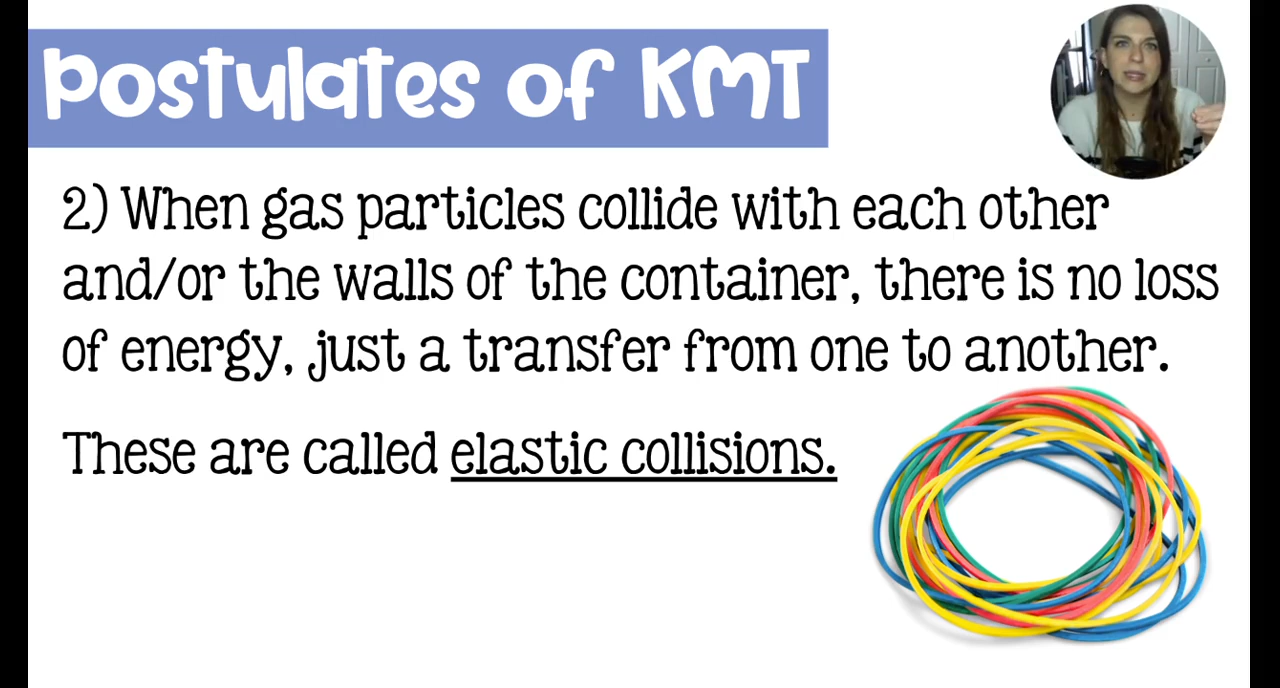 Postulates of KMT
2) When gas particles collide with each other
and/or the walls of the container, there is no loss
of energy, just a transfer from one to another.
These are called elastic collisions.